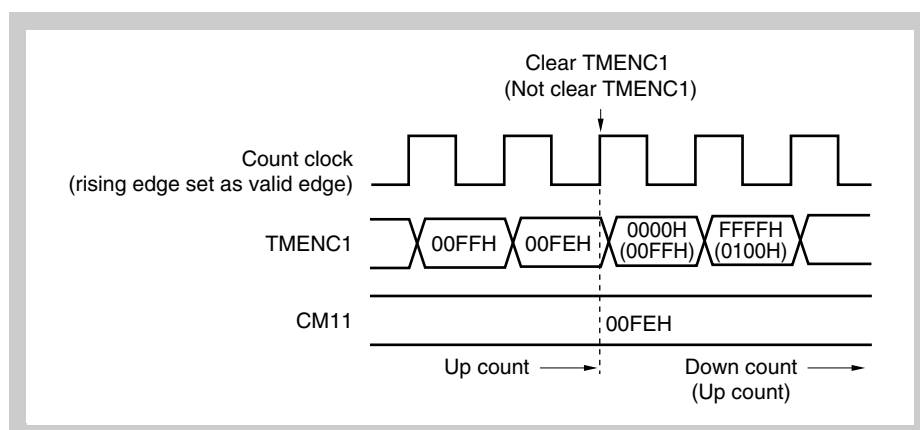 Clear TMENC1
(Not clear TMENC1)
Count clock
(rising edge set as valid edge)
TMENC1
00FFH
00FEH
0000H
(00FFH)
FFFFH
(0100H)
CM11
00FEH
Up count
Down count
(Up count)